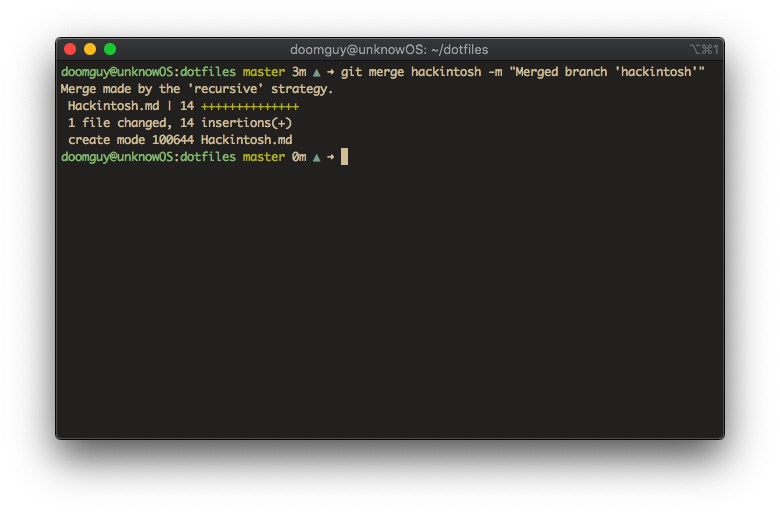 doomguy@unknowOS: ~/dotfiles
⌥⌘1
doomguy@unknowOS:dotfiles master 3m ▲ ➜ git merge hackintosh -m "Merged branch 'hackintosh'"
Merge made by the 'recursive' strategy.
Hackintosh.md | 14 ++++++++++++++
1 file changed, 14 insertions(+)
create mode 100644 Hackintosh.md
doomguy@unknowOS:dotfiles master 0m ▲ ➜